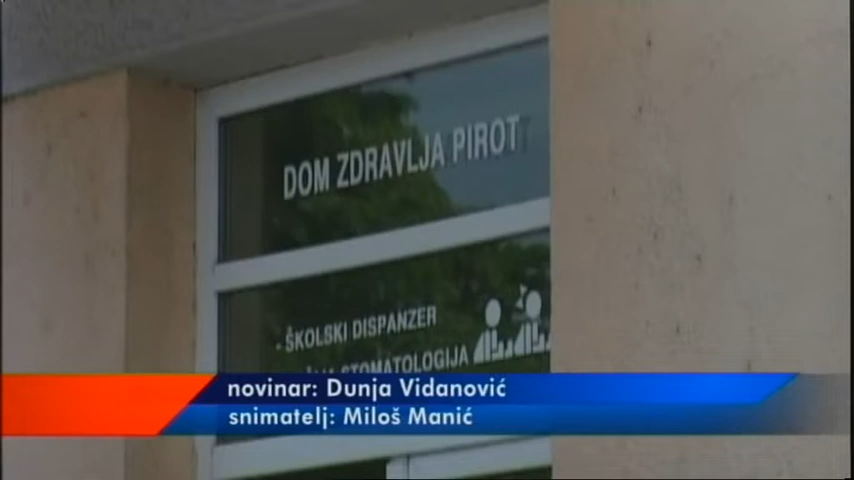 DOM ZDRAVLJA PIROT
- ŠKOLSKI DISPANZER
STOMATOLOGIJA
novinar: Dunja Vidanović
snimatelj: Miloš Manić